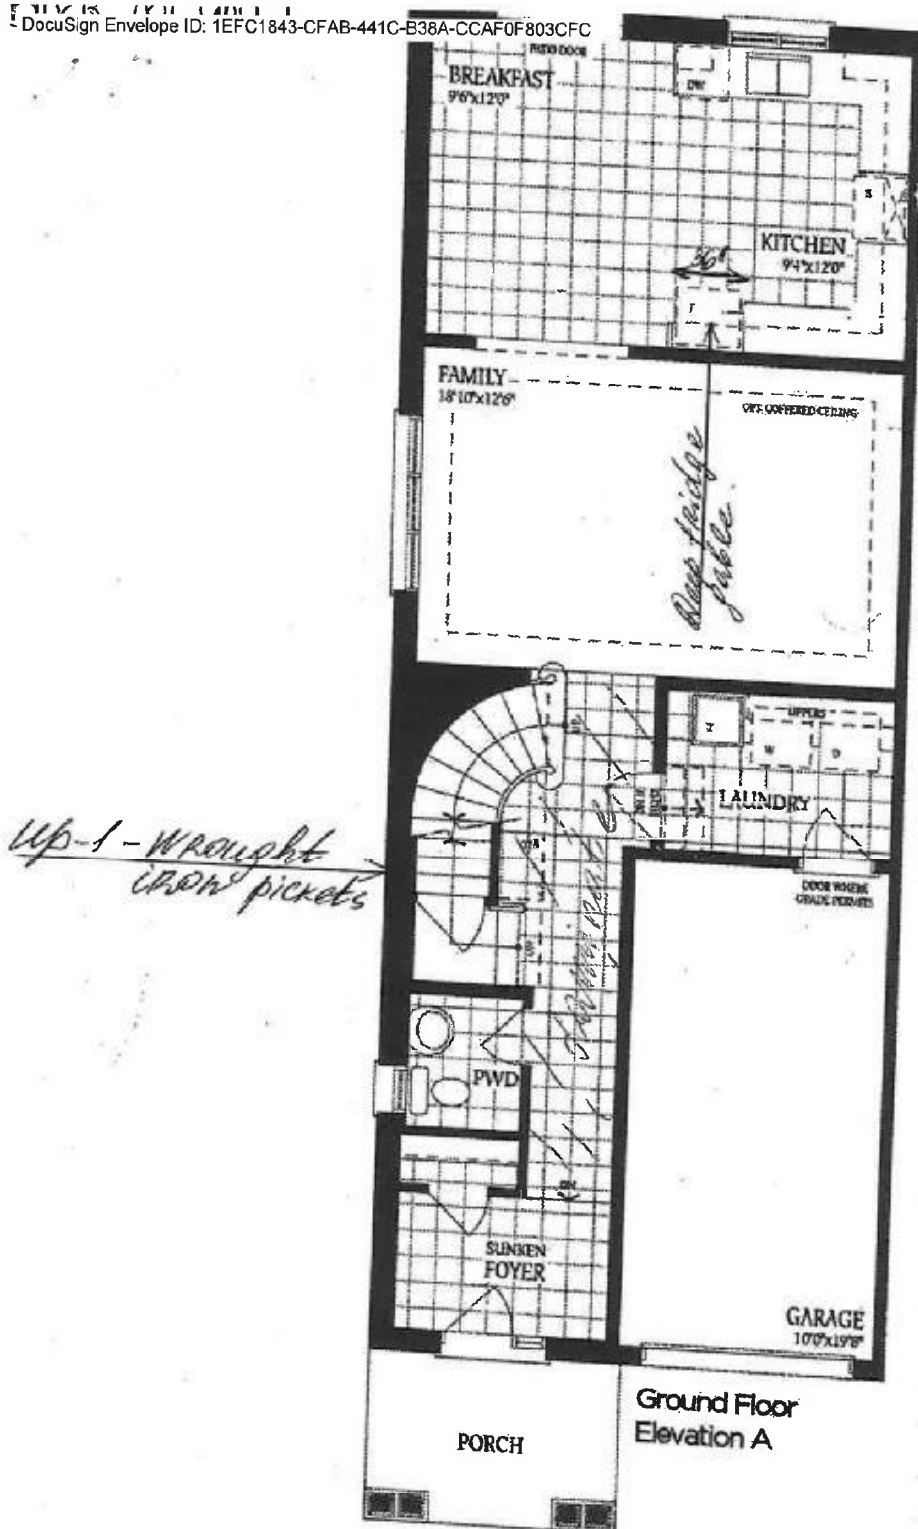 DocuSign Envelope ID: 1EFC1843-CFAB-441C-B38A-CCAF0F803CFC
PATIO DOOR
BREAKFAST
9'6"x12'0"
DW
KITCHEN
9'4"x12'0"
36"
F
FAMILY
18'10"x12'6"
OPT. COFFERED CEILING
Deep fridge
gable.
UPPERS
W
D
LAUNDRY
up-1 - Wrought
iron pickets
DOOR WHERE
GRADE PERMITS
PWD
DN
SUNKEN
FOYER
GARAGE
10'0"x19'8"
Ground Floor
Elevation A
PORCH